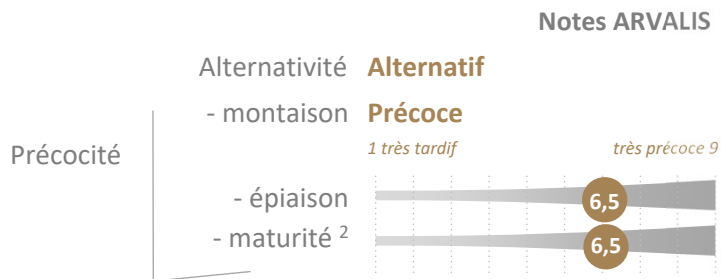 Notes ARVALIS
Alternativité Alternatif
- montaison Précoce
Précocité
1 très tardif très précoce 9
- épiaison 6,5
- maturité ² 6,5